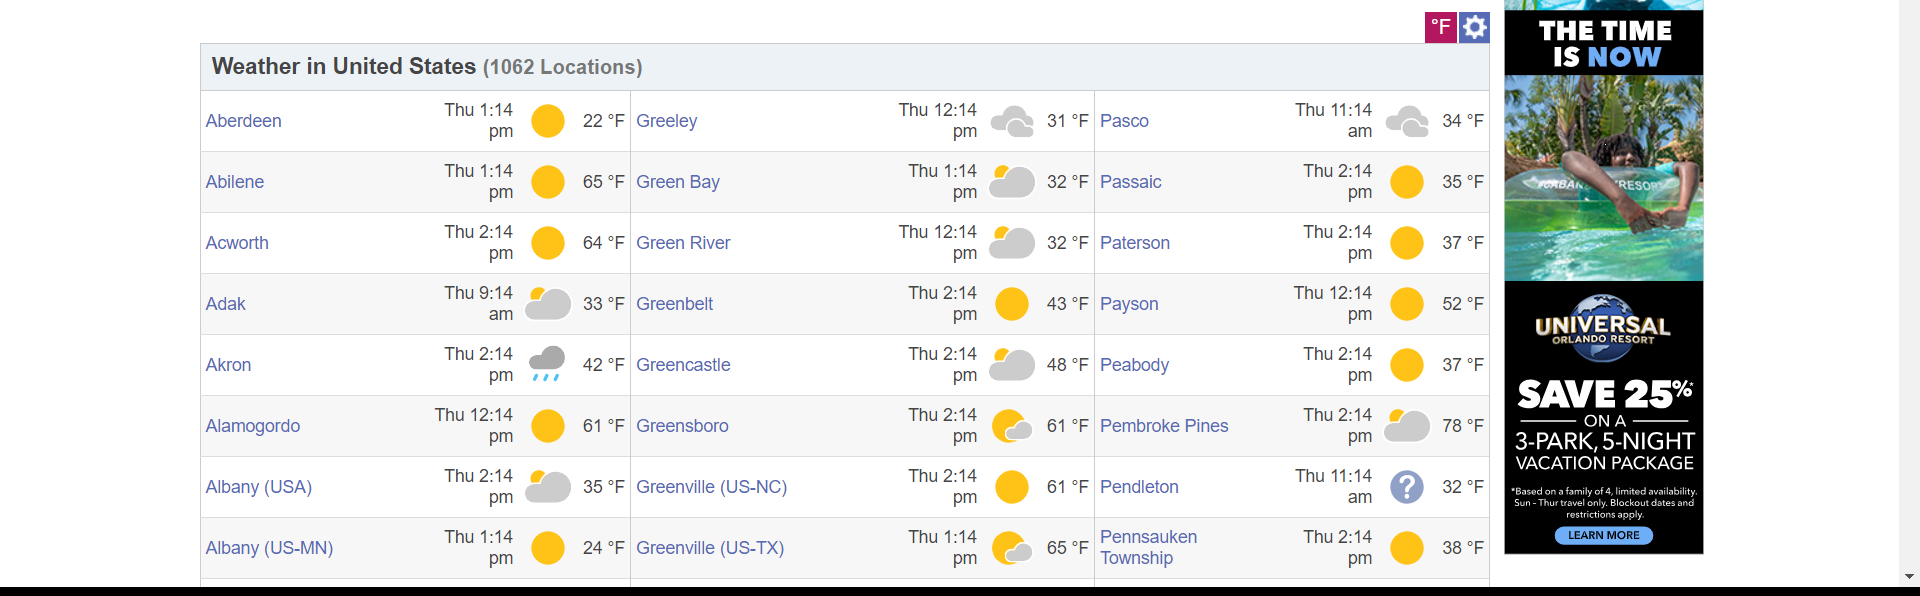 °F
Weather in United States (1062 Locations)
Aberdeen Thu 1:14 pm 22 °F Greeley Thu 12:14 pm 31 °F Pasco Thu 11:14 am 34 °F
Abilene Thu 1:14 pm 65 °F Green Bay Thu 1:14 pm 32 °F Passaic Thu 2:14 pm 35 °F
Acworth Thu 2:14 pm 64 °F Green River Thu 12:14 pm 32 °F Paterson Thu 2:14 pm 37 °F
Adak Thu 9:14 am 33 °F Greenbelt Thu 2:14 pm 43 °F Payson Thu 12:14 pm 52 °F
Akron Thu 2:14 pm 42 °F Greencastle Thu 2:14 pm 48 °F Peabody Thu 2:14 pm 37 °F
Alamogordo Thu 12:14 pm 61 °F Greensboro Thu 2:14 pm 61 °F Pembroke Pines Thu 2:14 pm 78 °F
Albany (USA) Thu 2:14 pm 35 °F Greenville (US-NC) Thu 2:14 pm 61 °F Pendleton Thu 11:14 am ? 32 °F
Albany (US-MN) Thu 1:14 pm 24 °F Greenville (US-TX) Thu 1:14 pm 65 °F Pennsauken Township Thu 2:14 pm 38 °F
THE TIME
IS NOW
UNIVERSAL
ORLANDO RESORT
SAVE 25%*
ON A
3-PARK, 5-NIGHT
VACATION PACKAGE
*Based on a family of 4, limited availability.
Sun - Thur travel only. Blockout dates and
restrictions apply.
LEARN MORE